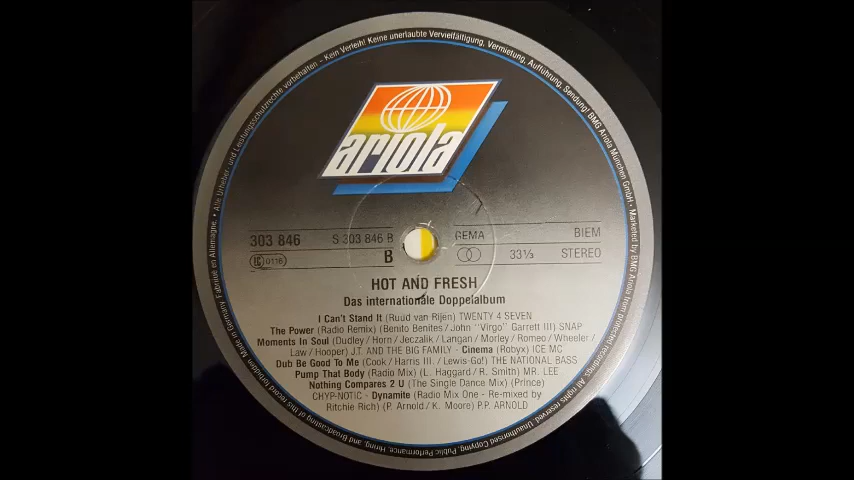 ariola
303 846
S 303 846 B
GEMA
BIEM
LC 0116
B
33⅓
STEREO
HOT AND FRESH
Das internationale Doppelalbum
I Can't Stand It (Ruud van Rijen) TWENTY 4 SEVEN
The Power (Radio Remix) (Benito Benites / John "Virgo" Garrett III) SNAP
Moments In Soul (Dudley / Horn / Jeczalik / Langan / Morley / Romeo / Wheeler /
Law / Hooper) J.T. AND THE BIG FAMILY - Cinema (Robyx) ICE MC
Dub Be Good To Me (Cook / Harris III. / Lewis-Go!) THE NATIONAL BASS
Pump That Body (Radio Mix) (L. Haggard / R. Smith) MR. LEE
Nothing Compares 2 U (The Single Dance Mix) (Prince)
CHYP-NOTIC - Dynamite (Radio Mix One - Re-mixed by
Ritchie Rich) (P. Arnold / K. Moore) P.P. ARNOLD
Made in Germany. Fabriqué en Allemagne. • Alle Urheber- und Leistungsschutzrechte vorbehalten - Kein Verleih! Keine unerlaubte Vervielfältigung, Vermietung, Aufführung, Sendung! BMG Ariola München GmbH • Marketed by BMG Ariola from protected recordings. All rights reserved. Unauthorised Copying, Public Performance, Hiring, and Broadcasting of this record forbidden